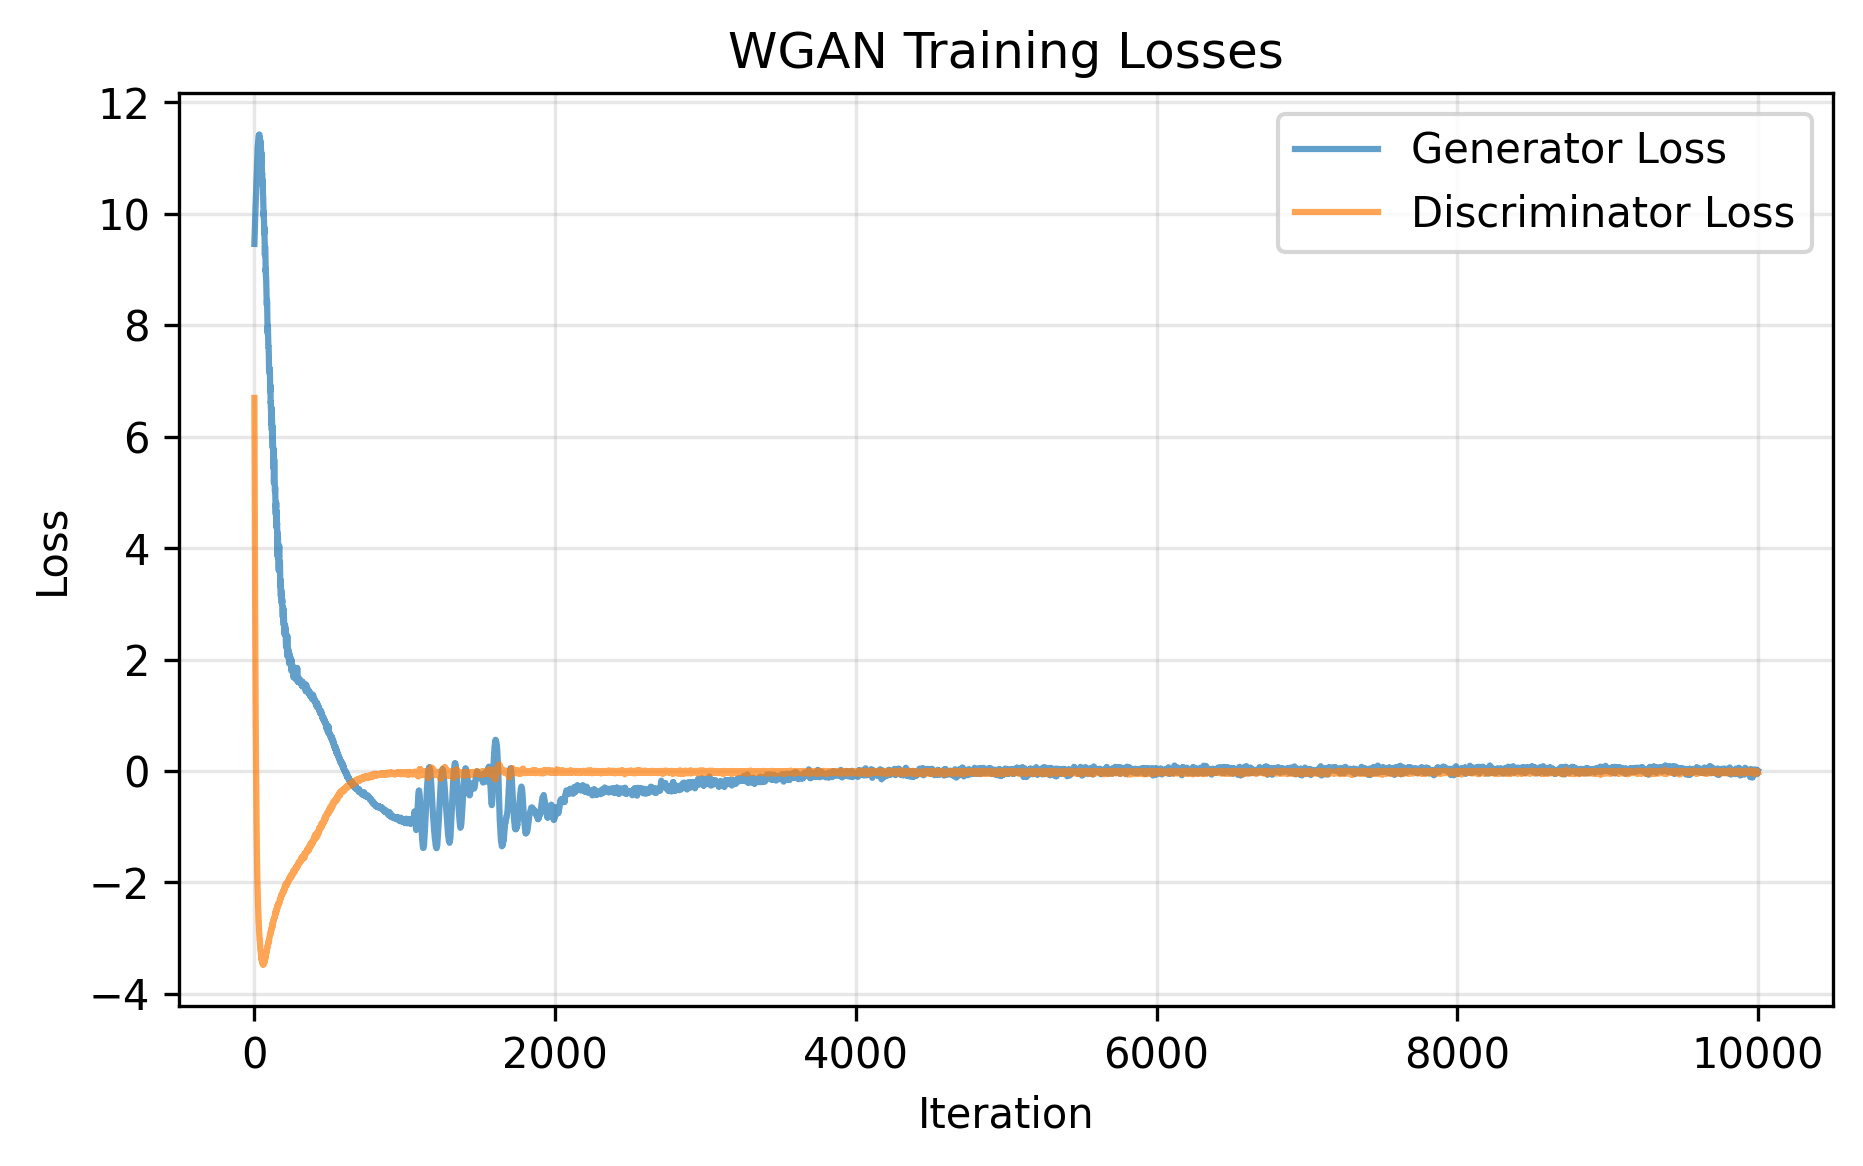 WGAN Training Losses
12
10
8
6
4
2
0
−2
−4
Loss
Generator Loss
Discriminator Loss
0 2000 4000 6000 8000 10000
Iteration